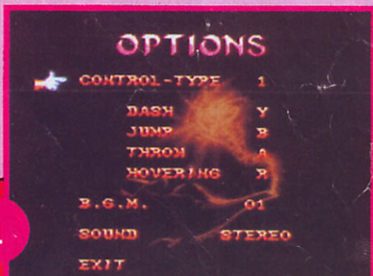 OPTIONS
CONTROL-TYPE 1
DASH Y
JUMP B
THROW A
HOVERING R
B.G.M. 01
SOUND STEREO
EXIT